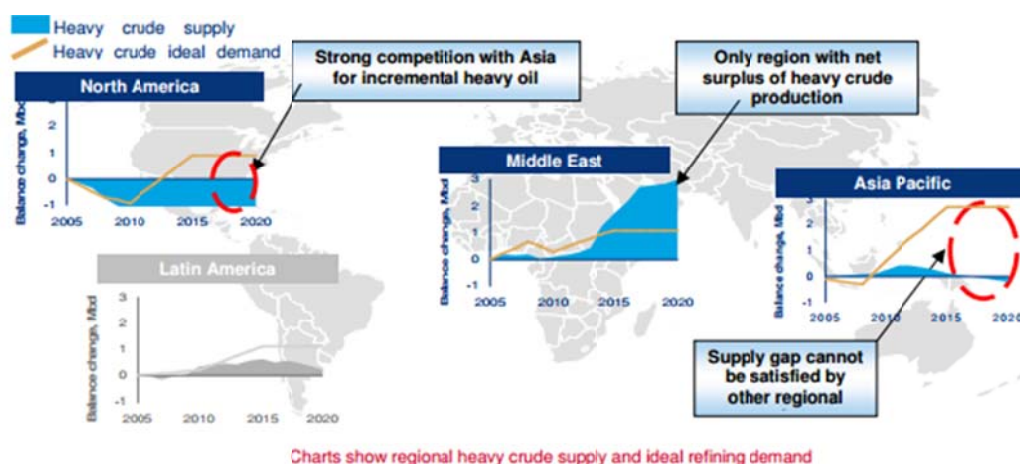 Heavy crude supply
Heavy crude ideal demand
Strong competition with Asia
for incremental heavy oil
Only region with net
surplus of heavy crude
production
North America
Balance change, Mbd
1
0
-1
2005
2010
2015
2020
Middle East
Balance change, Mbd
3
2
1
0
-1
2005
2010
2015
2020
Asia Pacific
Balance change, Mbd
2
1
0
-1
2005
2010
2015
2020
Latin America
Balance change, Mbd
3
2
1
0
-1
2005
2010
2015
2020
Supply gap cannot
be satisfied by
other regional
Charts show regional heavy crude supply and ideal refining demand